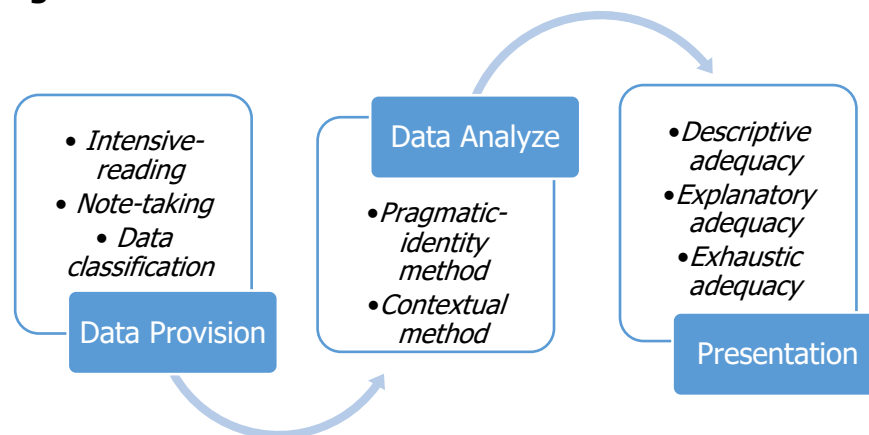 • Intensive-
reading
• Note-taking
• Data
classification
Data Provision
Data Analyze
•Pragmatic-
identity
method
•Contextual
method
•Descriptive
adequacy
•Explanatory
adequacy
•Exhaustic
adequacy
Presentation